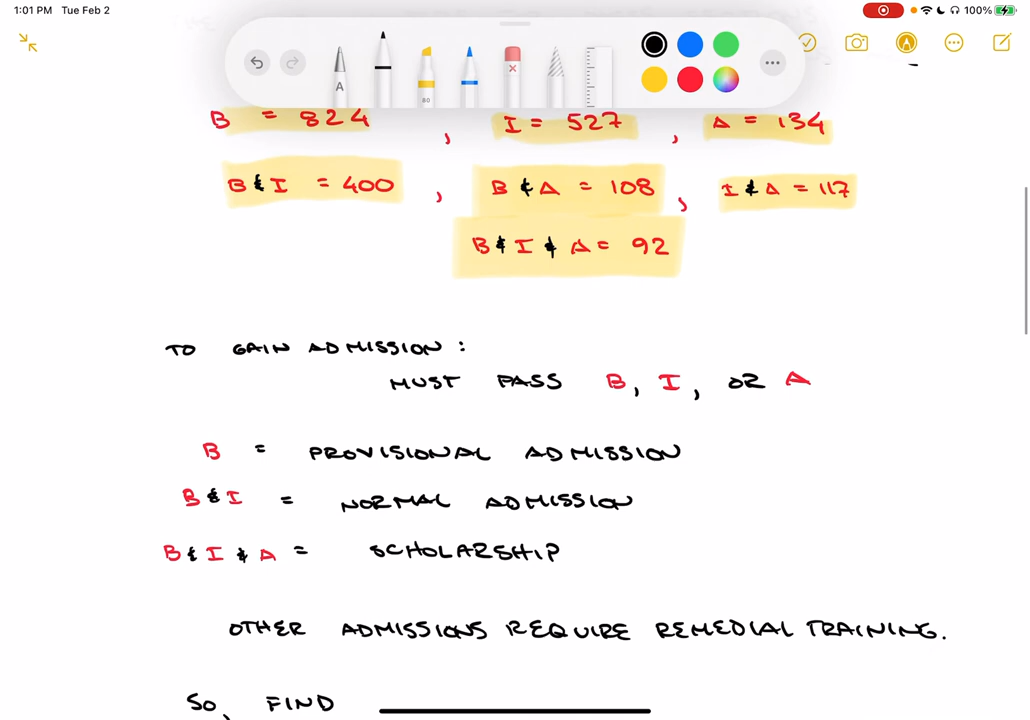 1:01 PM Tue Feb 2 100%
A 80
B = 824 , I = 527 , A = 134
B & I = 400 , B & A = 108 , I & A = 117
B & I & A = 92
TO GAIN ADMISSION :
MUST PASS B, I, OR A
B = PROVISIONAL ADMISSION
B & I = NORMAL ADMISSION
B & I & A = SCHOLARSHIP
OTHER ADMISSIONS REQUIRE REMEDIAL TRAINING.
SO, FIND